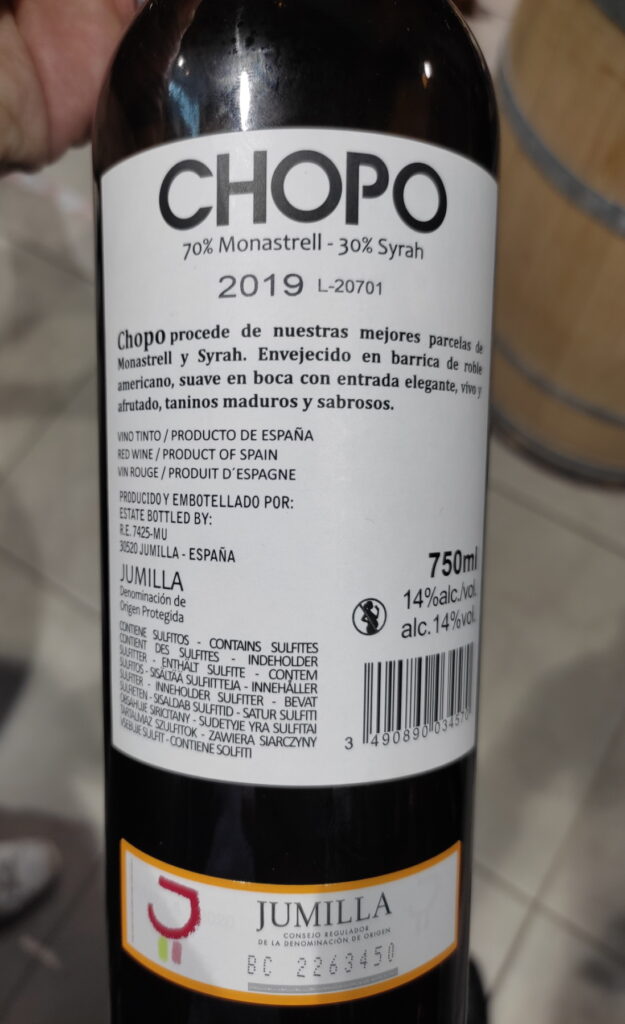 CHOPO
70% Monastrell - 30% Syrah
2019 L-20701
Chopo procede de nuestras mejores parcelas de
Monastrell y Syrah. Envejecido en barrica de roble
americano, suave en boca con entrada elegante, vivo y
afrutado, taninos maduros y sabrosos.
VINO TINTO / PRODUCTO DE ESPAÑA
RED WINE / PRODUCT OF SPAIN
VIN ROUGE / PRODUIT D´ESPAGNE
PRODUCIDO Y EMBOTELLADO POR:
ESTATE BOTTLED BY:
R.E. 7425-MU
30520 JUMILLA - ESPAÑA
JUMILLA
Denominación de
Origen Protegida
750ml
14%alc./vol.
alc.14%vol.
CONTIENE SULFITOS - CONTAINS SULFITES
CONTIENT DES SULFITES - INDEHOLDER
SULFITTER - ENTHÄLT SULFITE - CONTEM
SULFITOS - SISÄLTÄÄ SULFIITTEJA - INNEHÅLLER
SULFITER - INNEHOLDER SULFITER - BEVAT
SULFIETEN - SISALDAB SULFITID - SATUR SULFITI
OBSAHUJE SIRICITANY - SUDETYJE YRA SULFITAI
TARTALMAZ SZULFITOK - ZAWIERA SIARCZYNY
VSEBUJE SULFIT - CONTIENE SOLFITI
3 490890 034570
JUMILLA
CONSEJO REGULADOR
DE LA DENOMINACIÓN DE ORIGEN
BC 2263450